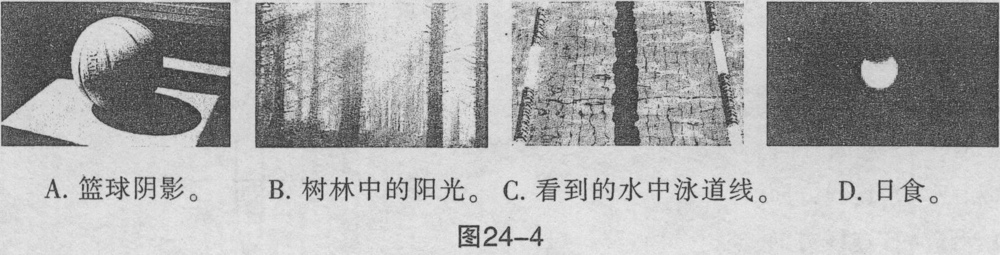 A. 篮球阴影。 B. 树林中的阳光。 C. 看到的水中泳道线。 D. 日食。
图24-4